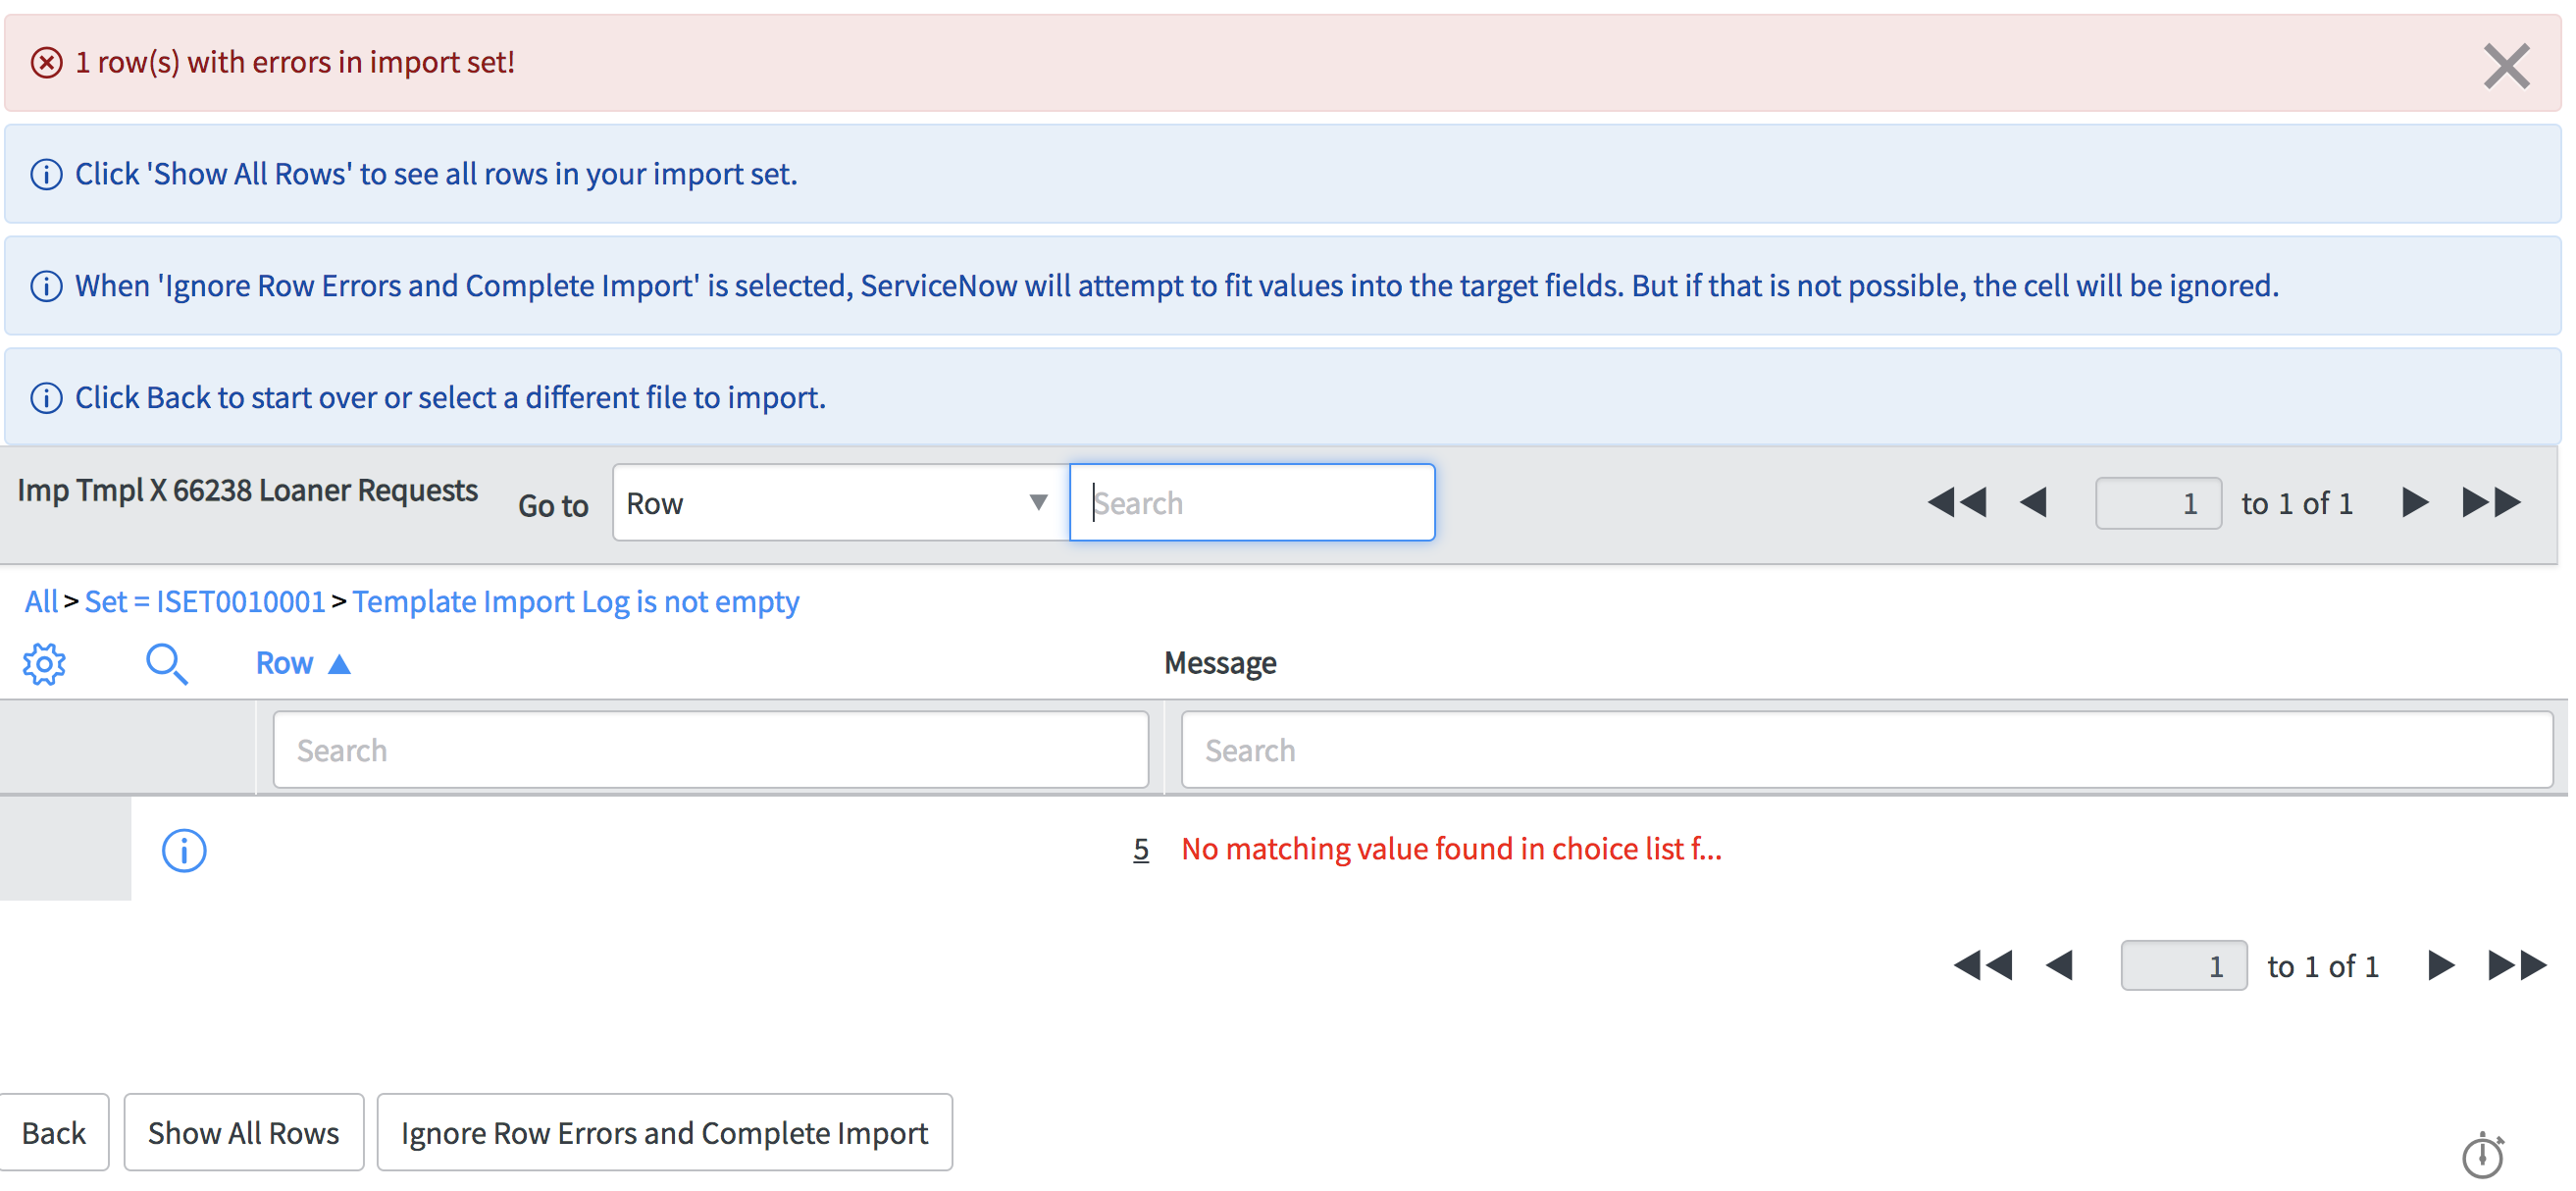 1 row(s) with errors in import set!
Click 'Show All Rows' to see all rows in your import set.
When 'Ignore Row Errors and Complete Import' is selected, ServiceNow will attempt to fit values into the target fields. But if that is not possible, the cell will be ignored.
Click Back to start over or select a different file to import.
Imp Tmpl X 66238 Loaner Requests Go to Row Search 1 to 1 of 1
All > Set = ISET0010001 > Template Import Log is not empty
Row Message
Search Search
5 No matching value found in choice list f...
1 to 1 of 1
Back Show All Rows Ignore Row Errors and Complete Import